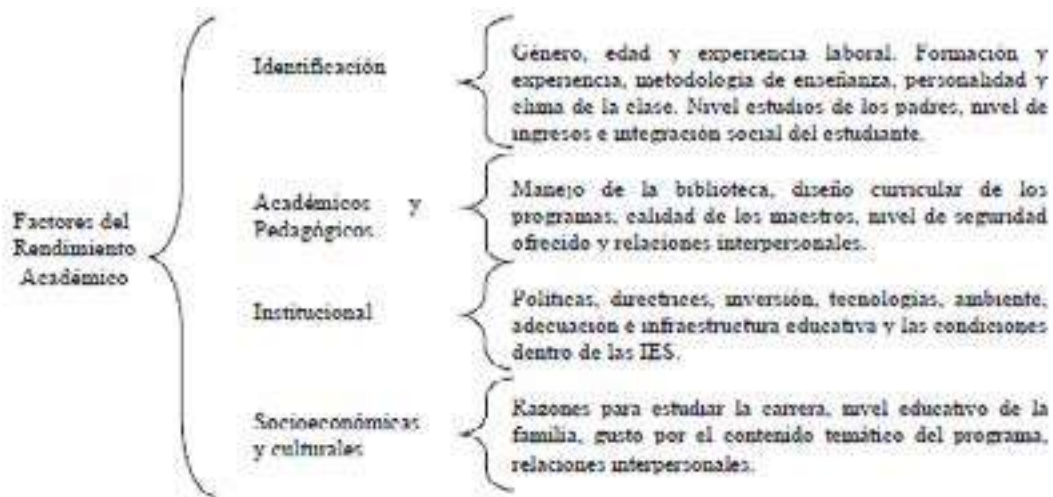 Factores del
Rendimiento
Académico
Identificación
Género, edad y experiencia laboral. Formación y
experiencia, metodología de enseñanza, personalidad y
clima de la clase. Nivel estudios de los padres, nivel de
ingresos e integración social del estudiante.
Académicos y
Pedagógicos
Manejo de la biblioteca, diseño curricular de los
programas, calidad de los maestros, nivel de seguridad
ofrecido y relaciones interpersonales.
Institucional
Políticas, directrices, inversión, tecnologías, ambiente,
adecuación e infraestructura educativa y las condiciones
dentro de las IES.
Socioeconómicas
y culturales
Razones para estudiar la carrera, nivel educativo de la
familia, gusto por el contenido temático del programa,
relaciones interpersonales.